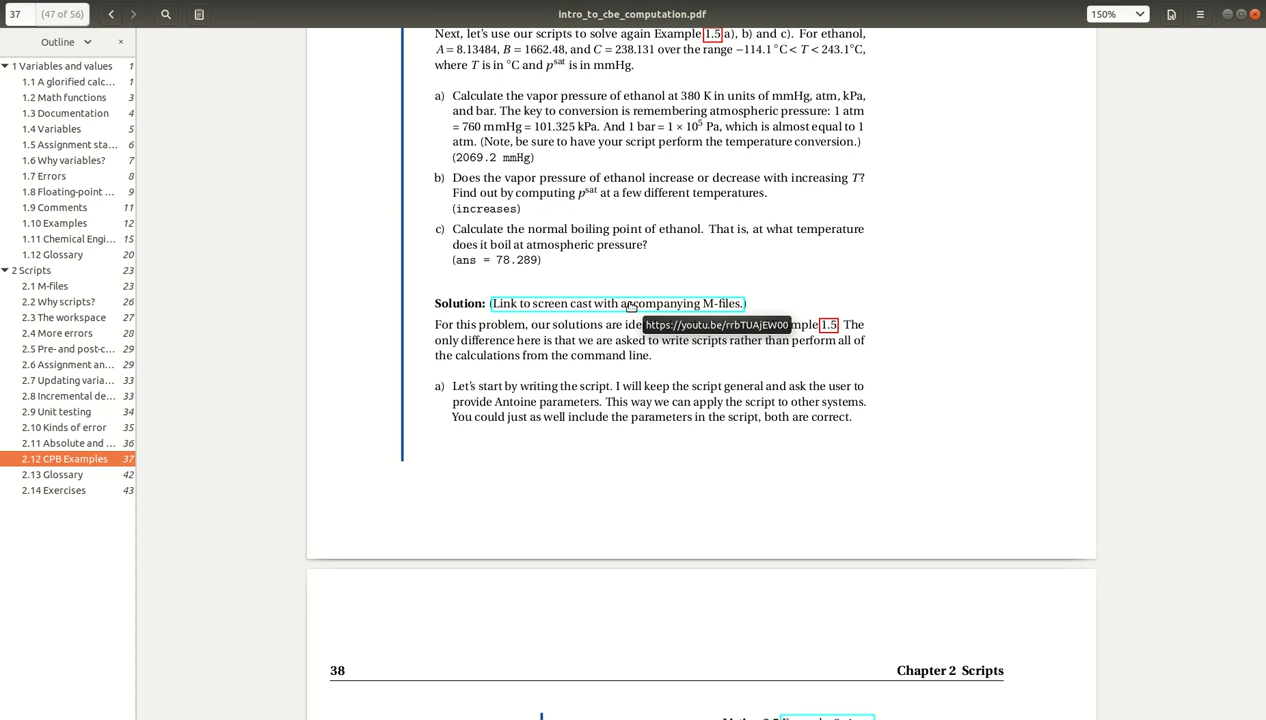 37
(47 of 56)
intro_to_cbe_computation.pdf
150%
Outline
×
1 Variables and values 1
1.1 A glorified calc... 2
1.2 Math functions 3
1.3 Documentation 4
1.4 Variables 5
1.5 Assignment sta... 6
1.6 Why variables? 7
1.7 Errors 8
1.8 Floating-point ... 9
1.9 Comments 11
1.10 Examples 12
1.11 Chemical Engi... 15
1.12 Glossary 20
2 Scripts 23
2.1 M-files 23
2.2 Why scripts? 26
2.3 The workspace 27
2.4 More errors 28
2.5 Pre- and post-c... 29
2.6 Assignment an... 29
2.7 Updating varia... 33
2.8 Incremental de... 33
2.9 Unit testing 34
2.10 Kinds of error 35
2.11 Absolute and ... 36
2.12 CPB Examples 37
2.13 Glossary 42
2.14 Exercises 43
Next, let's use our scripts to solve again Example 1.5 a), b) and c). For ethanol,
A = 8.13484, B = 1662.48, and C = 238.131 over the range −114.1°C < T < 243.1°C,
where T is in °C and p^sat is in mmHg.
a) Calculate the vapor pressure of ethanol at 380 K in units of mmHg, atm, kPa,
and bar. The key to conversion is remembering atmospheric pressure: 1 atm
= 760 mmHg = 101.325 kPa. And 1 bar = 1 × 10^5 Pa, which is almost equal to 1
atm. (Note, be sure to have your script perform the temperature conversion.)
(2069.2 mmHg)
b) Does the vapor pressure of ethanol increase or decrease with increasing T?
Find out by computing p^sat at a few different temperatures.
(increases)
c) Calculate the normal boiling point of ethanol. That is, at what temperature
does it boil at atmospheric pressure?
(ans = 78.289)
Solution: (Link to screen cast with accompanying M-files.)
https://youtu.be/rrbTUAjEW00
For this problem, our solutions are ide mple 1.5. The
only difference here is that we are asked to write scripts rather than perform all of
the calculations from the command line.
a) Let's start by writing the script. I will keep the script general and ask the user to
provide Antoine parameters. This way we can apply the script to other systems.
You could just as well include the parameters in the script, both are correct.
38
Chapter 2 Scripts